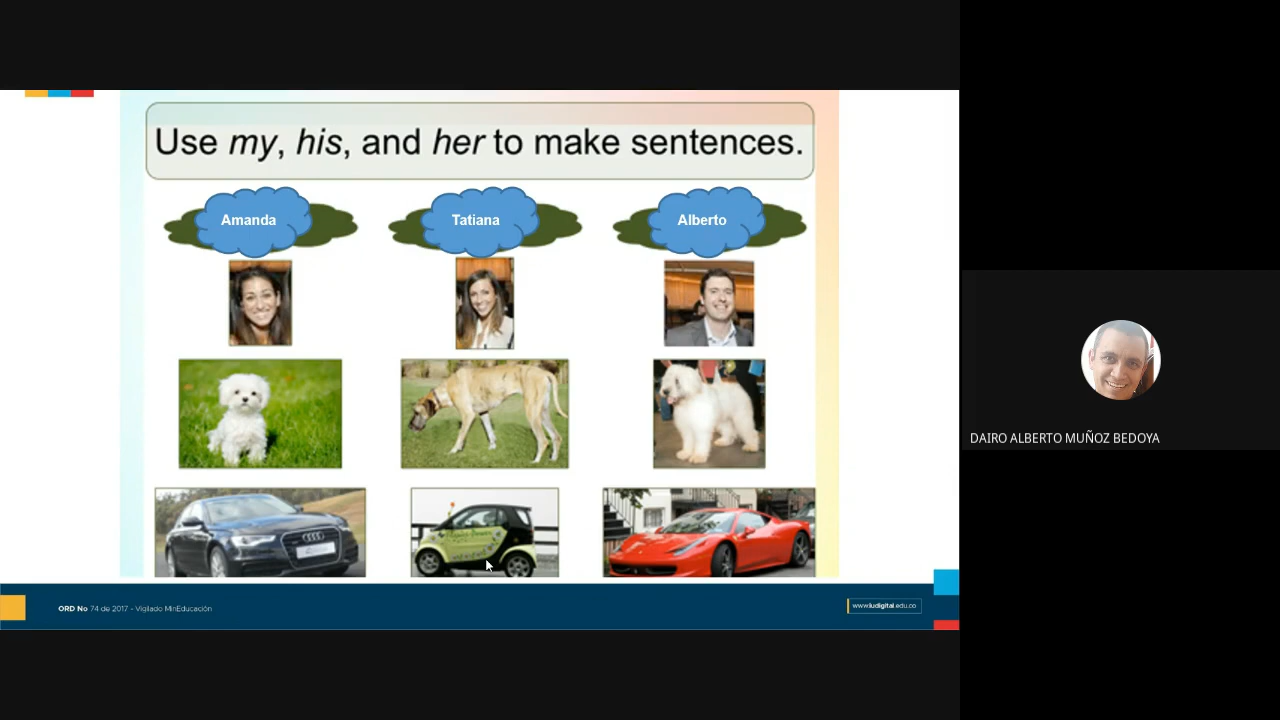 Use my, his, and her to make sentences.
Amanda
Tatiana
Alberto
DAIRO ALBERTO MUÑOZ BEDOYA
ORD No 74 de 2017 - Vigilado MinEducación
www.iudigital.edu.co